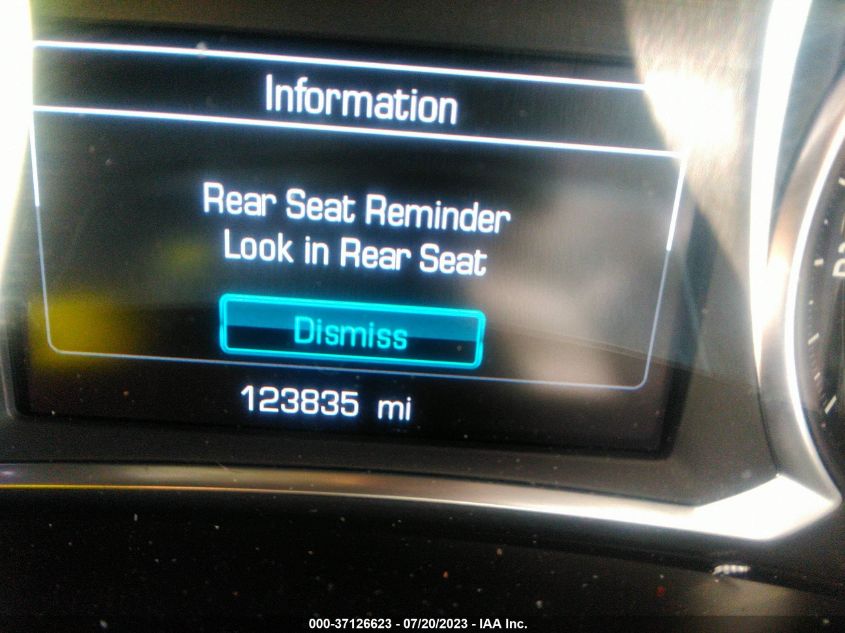 Information
Rear Seat Reminder
Look in Rear Seat
Dismiss
123835 mi
000-37126623 - 07/20/2023 - IAA Inc.